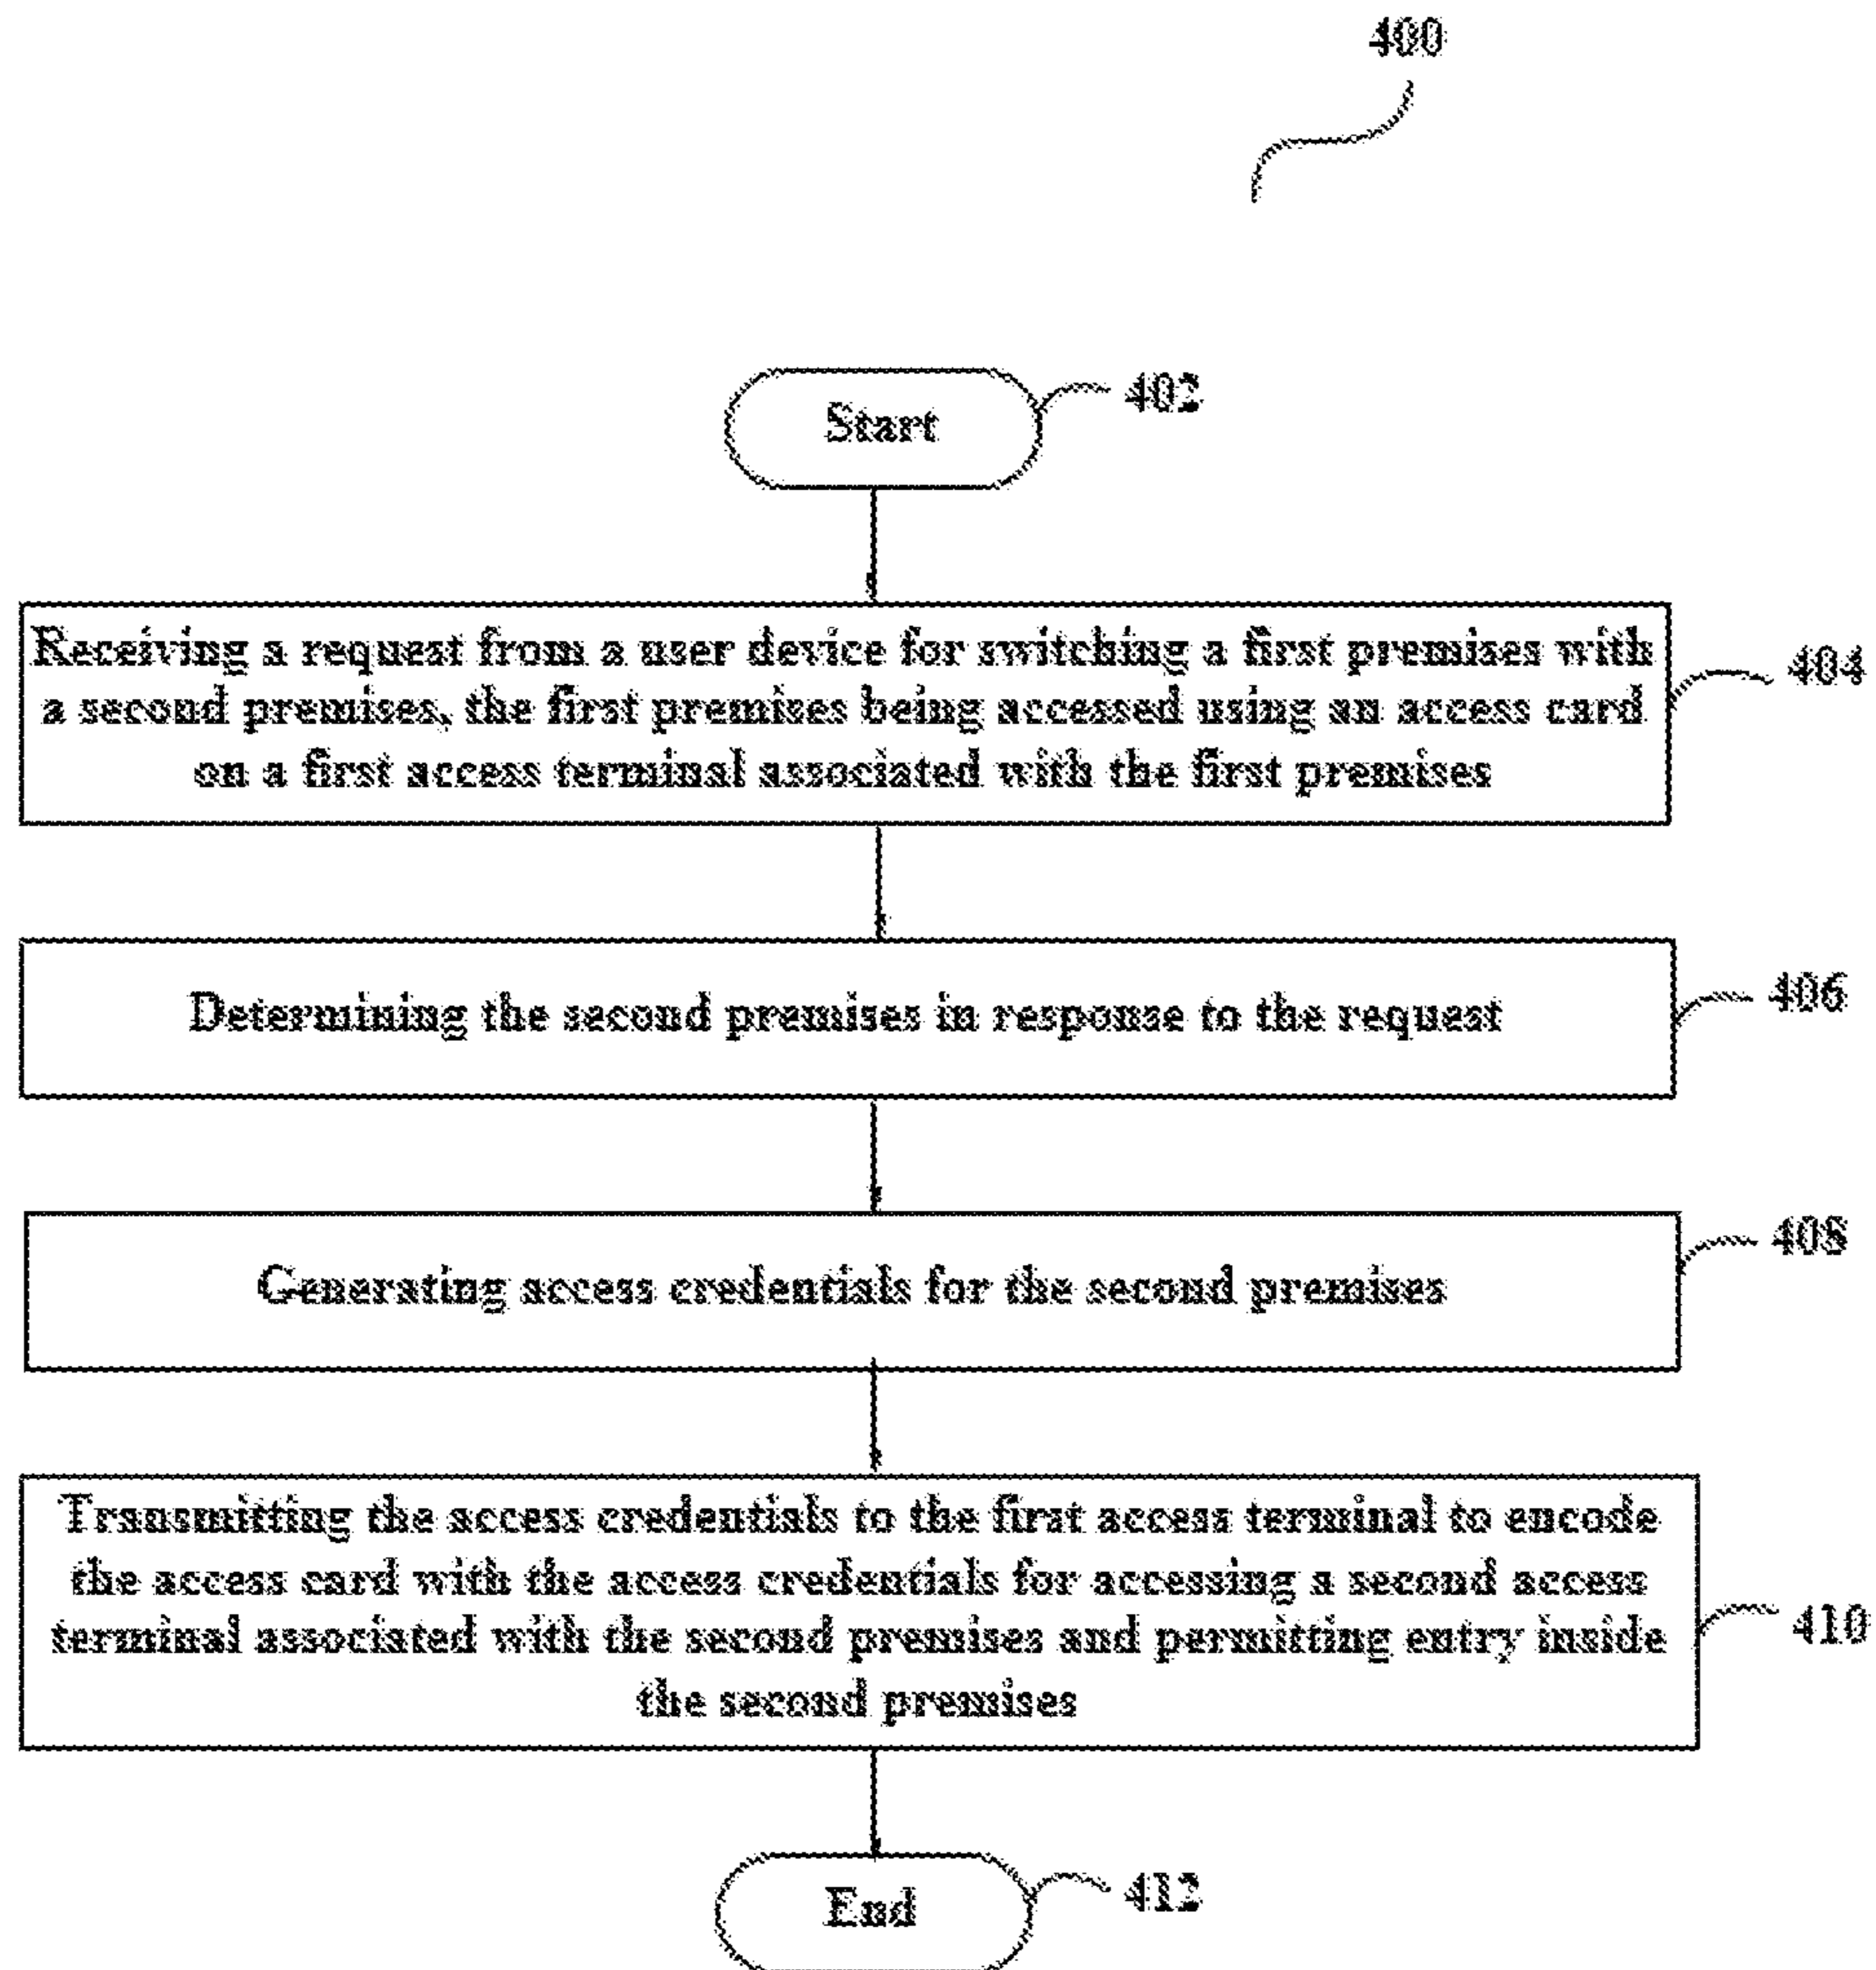 400
Start
402
Receiving a request from a user device for switching a first premises with
a second premises, the first premises being accessed using an access card
on a first access terminal associated with the first premises
404
Determining the second premises in response to the request
406
Generating access credentials for the second premises
408
Transmitting the access credentials to the first access terminal to encode
the access card with the access credentials for accessing a second access
terminal associated with the second premises and permitting entry inside
the second premises
410
End
412